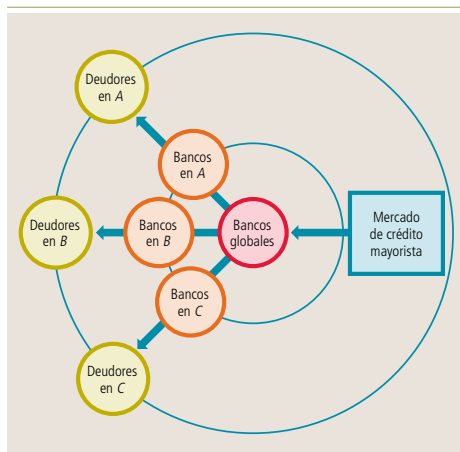 Deudores
en A
Bancos
en A
Deudores
en B
Bancos
en B
Bancos
globales
Mercado
de crédito
mayorista
Bancos
en C
Deudores
en C